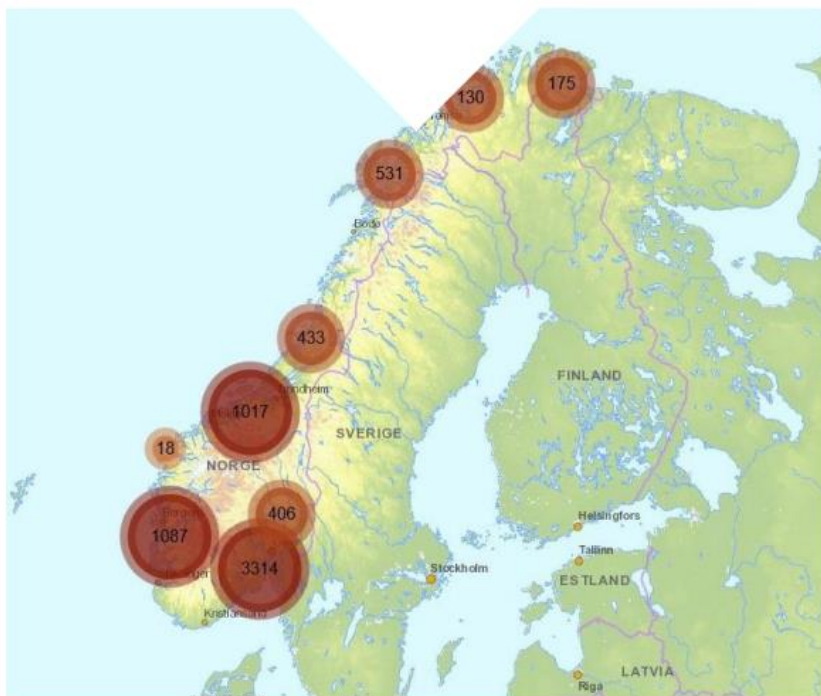 175
130
531
Bodø
433
1017
ndheim
FINLAND
SVERIGE
18
NORGE
406
Helsingfors
1087
Tallinn
3314
Stockholm
ESTLAND
Kristiansand
LATVIA
Riga